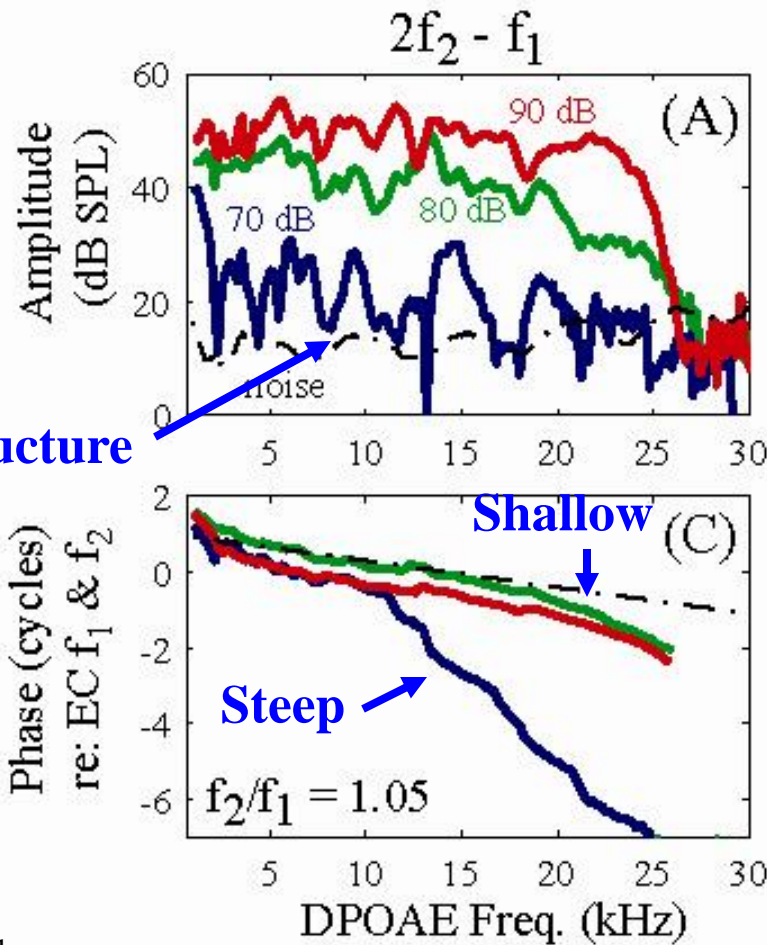 2f2 - f1
Amplitude
(dB SPL)
60
40
20
0
(A)
90 dB
80 dB
70 dB
noise
ucture
5 10 15 20 25 30
Phase (cycles)
re: EC f1 & f2
2
0
-2
-4
-6
Shallow
(C)
Steep
f2/f1 = 1.05
5 10 15 20 25 30
DPOAE Freq. (kHz)